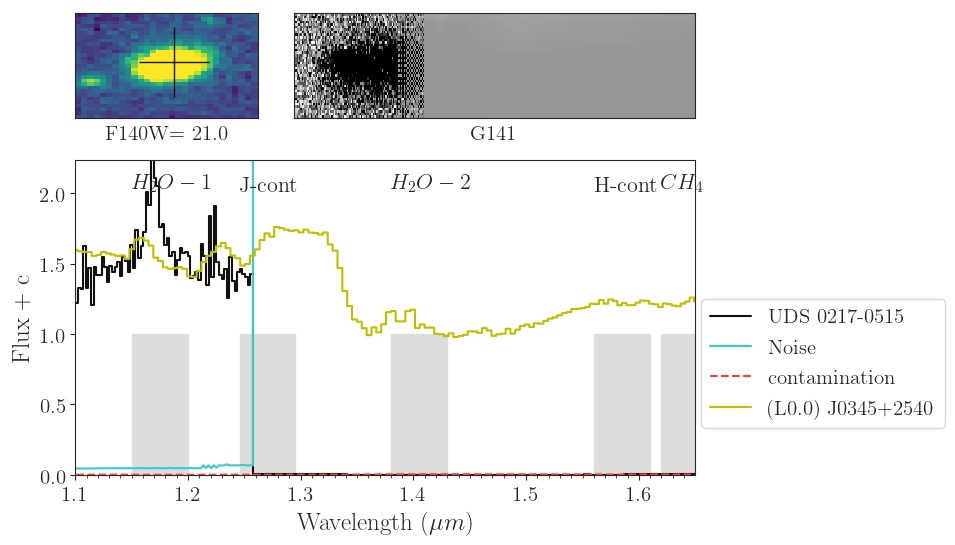 F140W= 21.0
G141
H₂O − 1
J-cont
H₂O − 2
H-cont
CH₄
2.0
1.5
1.0
0.5
0.0
Flux + c
1.1
1.2
1.3
1.4
1.5
1.6
Wavelength (μm)
UDS 0217-0515
Noise
contamination
(L0.0) J0345+2540